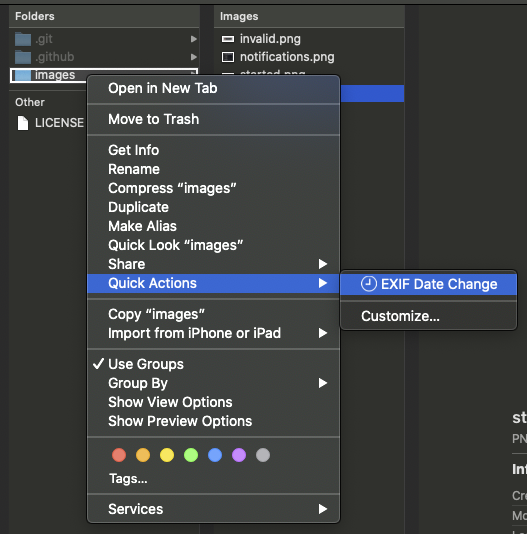 Folders
.git
.github
images
Other
LICENSE
Images
invalid.png
notifications.png
started.png
Open in New Tab
Move to Trash
Get Info
Rename
Compress “images”
Duplicate
Make Alias
Quick Look “images”
Share
Quick Actions
Copy “images”
Import from iPhone or iPad
Use Groups
Group By
Show View Options
Show Preview Options
Tags...
Services
EXIF Date Change
Customize...
st
PN
Inf
Cre
Mo